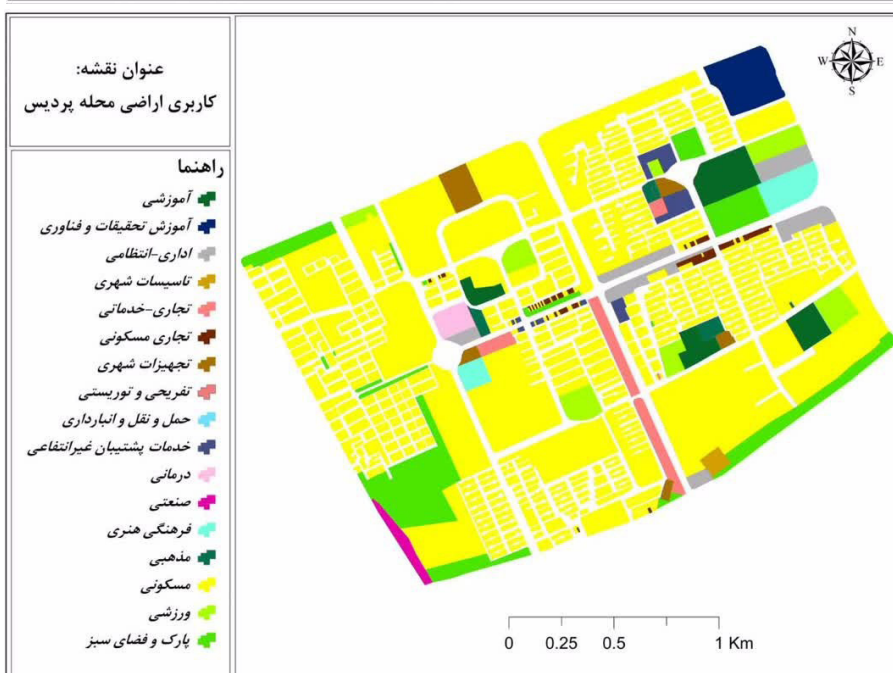 عنوان نقشه:
کاربری اراضی محله پردیس
راهنما
آموزشی
آموزش تحقیقات و فناوری
اداری-انتظامی
تاسیسات شهری
تجاری-خدماتی
تجاری مسکونی
تجهیزات شهری
تفریحی و توریستی
حمل و نقل و انبارداری
خدمات پشتیبان غیرانتفاعی
درمانی
صنعتی
فرهنگی هنری
مذهبی
مسکونی
ورزشی
پارک و فضای سبز
N
W E
S
0 0.25 0.5 1 Km